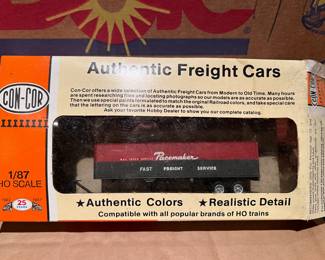 Authentic Freight Cars
Con-Cor offers a wide selection of Authentic Freight Cars from Modern to Old Time. Many hours
are spent researching files and locating photographs so our models are as accurate as possible.
Then we use special paints formulated to match the original Railroad colors, and take special care
that the lettering on the cars is as accurate as possible.
Ask your favorite Hobby Dealer to show you our complete catalog.
CON-COR
1/87
HO SCALE
25
Pacemaker
FAST FREIGHT SERVICE
★Authentic Colors ★Realistic Detail
Compatible with all popular brands of HO trains